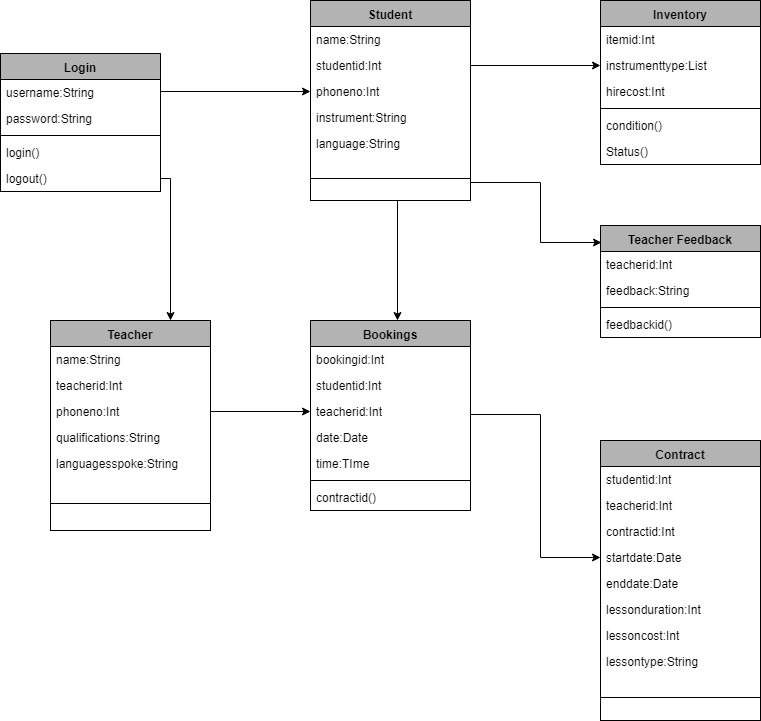 Login
username:String
password:String
login()
logout()
Student
name:String
studentid:Int
phoneno:Int
instrument:String
language:String
Inventory
itemid:Int
instrumenttype:List
hirecost:Int
condition()
Status()
Teacher Feedback
teacherid:Int
feedback:String
feedbackid()
Teacher
name:String
teacherid:Int
phoneno:Int
qualifications:String
languagesspoke:String
Bookings
bookingid:Int
studentid:Int
teacherid:Int
date:Date
time:TIme
contractid()
Contract
studentid:Int
teacherid:Int
contractid:Int
startdate:Date
enddate:Date
lessonduration:Int
lessoncost:Int
lessontype:String